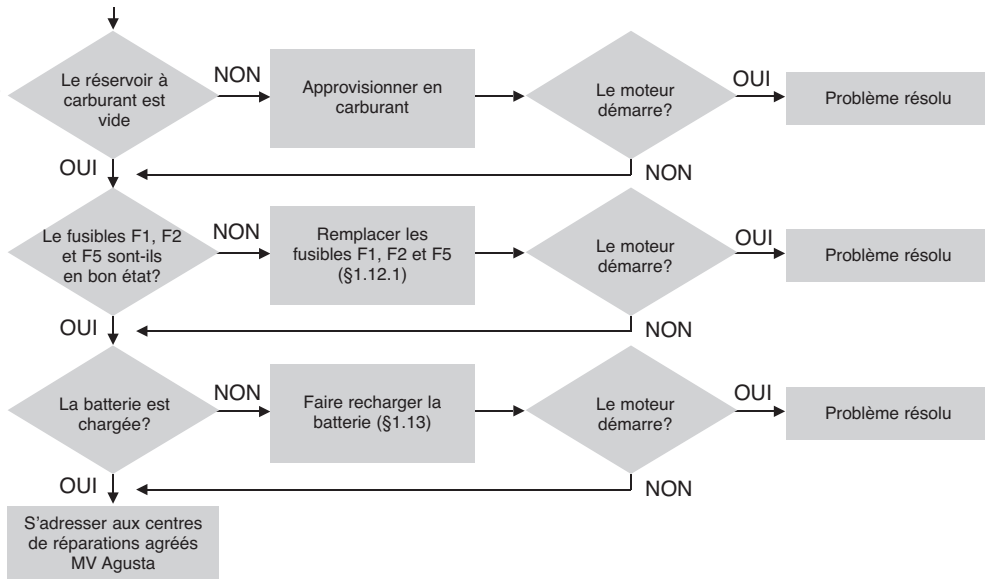 Le réservoir à
carburant est
vide
NON
Approvisionner en
carburant
Le moteur
démarre?
OUI
Problème résolu
OUI
NON
Le fusibles F1, F2
et F5 sont-ils
en bon état?
NON
Remplacer les
fusibles F1, F2 et F5
(§1.12.1)
Le moteur
démarre?
OUI
Problème résolu
OUI
NON
La batterie est
chargée?
NON
Faire recharger la
batterie (§1.13)
Le moteur
démarre?
OUI
Problème résolu
OUI
NON
S'adresser aux centres
de réparations agréés
MV Agusta